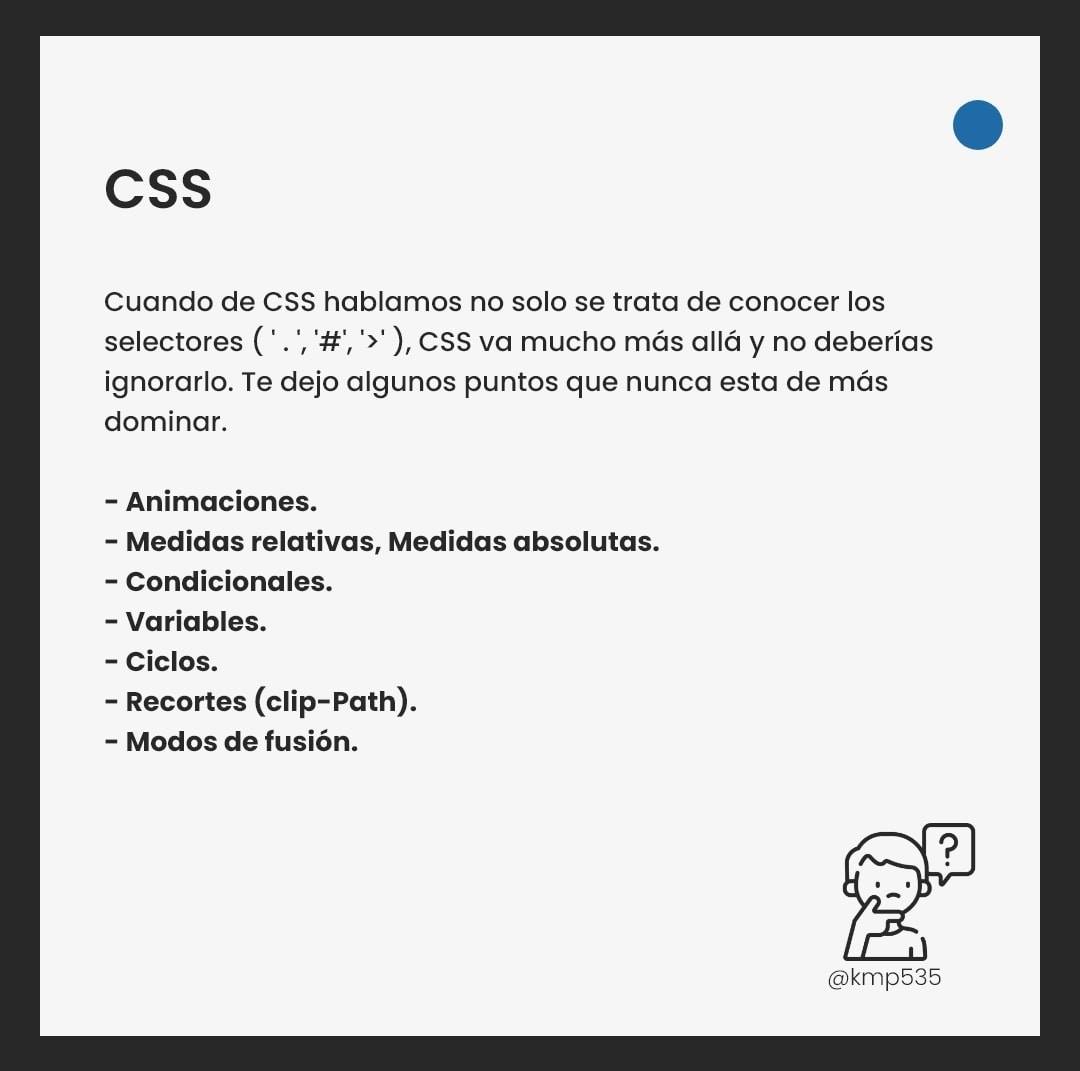 CSS
Cuando de CSS hablamos no solo se trata de conocer los
selectores ( ' . ', '#', '>' ), CSS va mucho más allá y no deberías
ignorarlo. Te dejo algunos puntos que nunca esta de más
dominar.
- Animaciones.
- Medidas relativas, Medidas absolutas.
- Condicionales.
- Variables.
- Ciclos.
- Recortes (clip-Path).
- Modos de fusión.
?
@kmp535